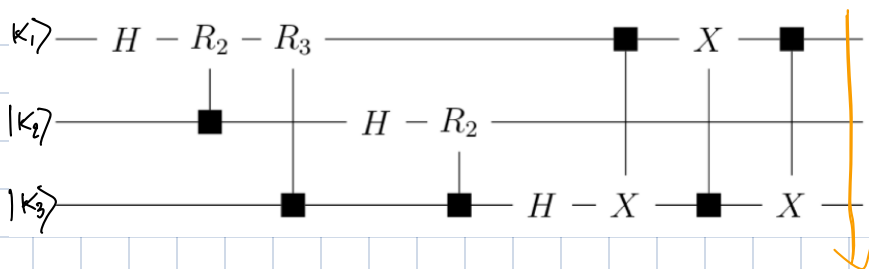 |K₁⟩ H R₂ R₃ X
|K₂⟩ H R₂
|K₃⟩ H X X